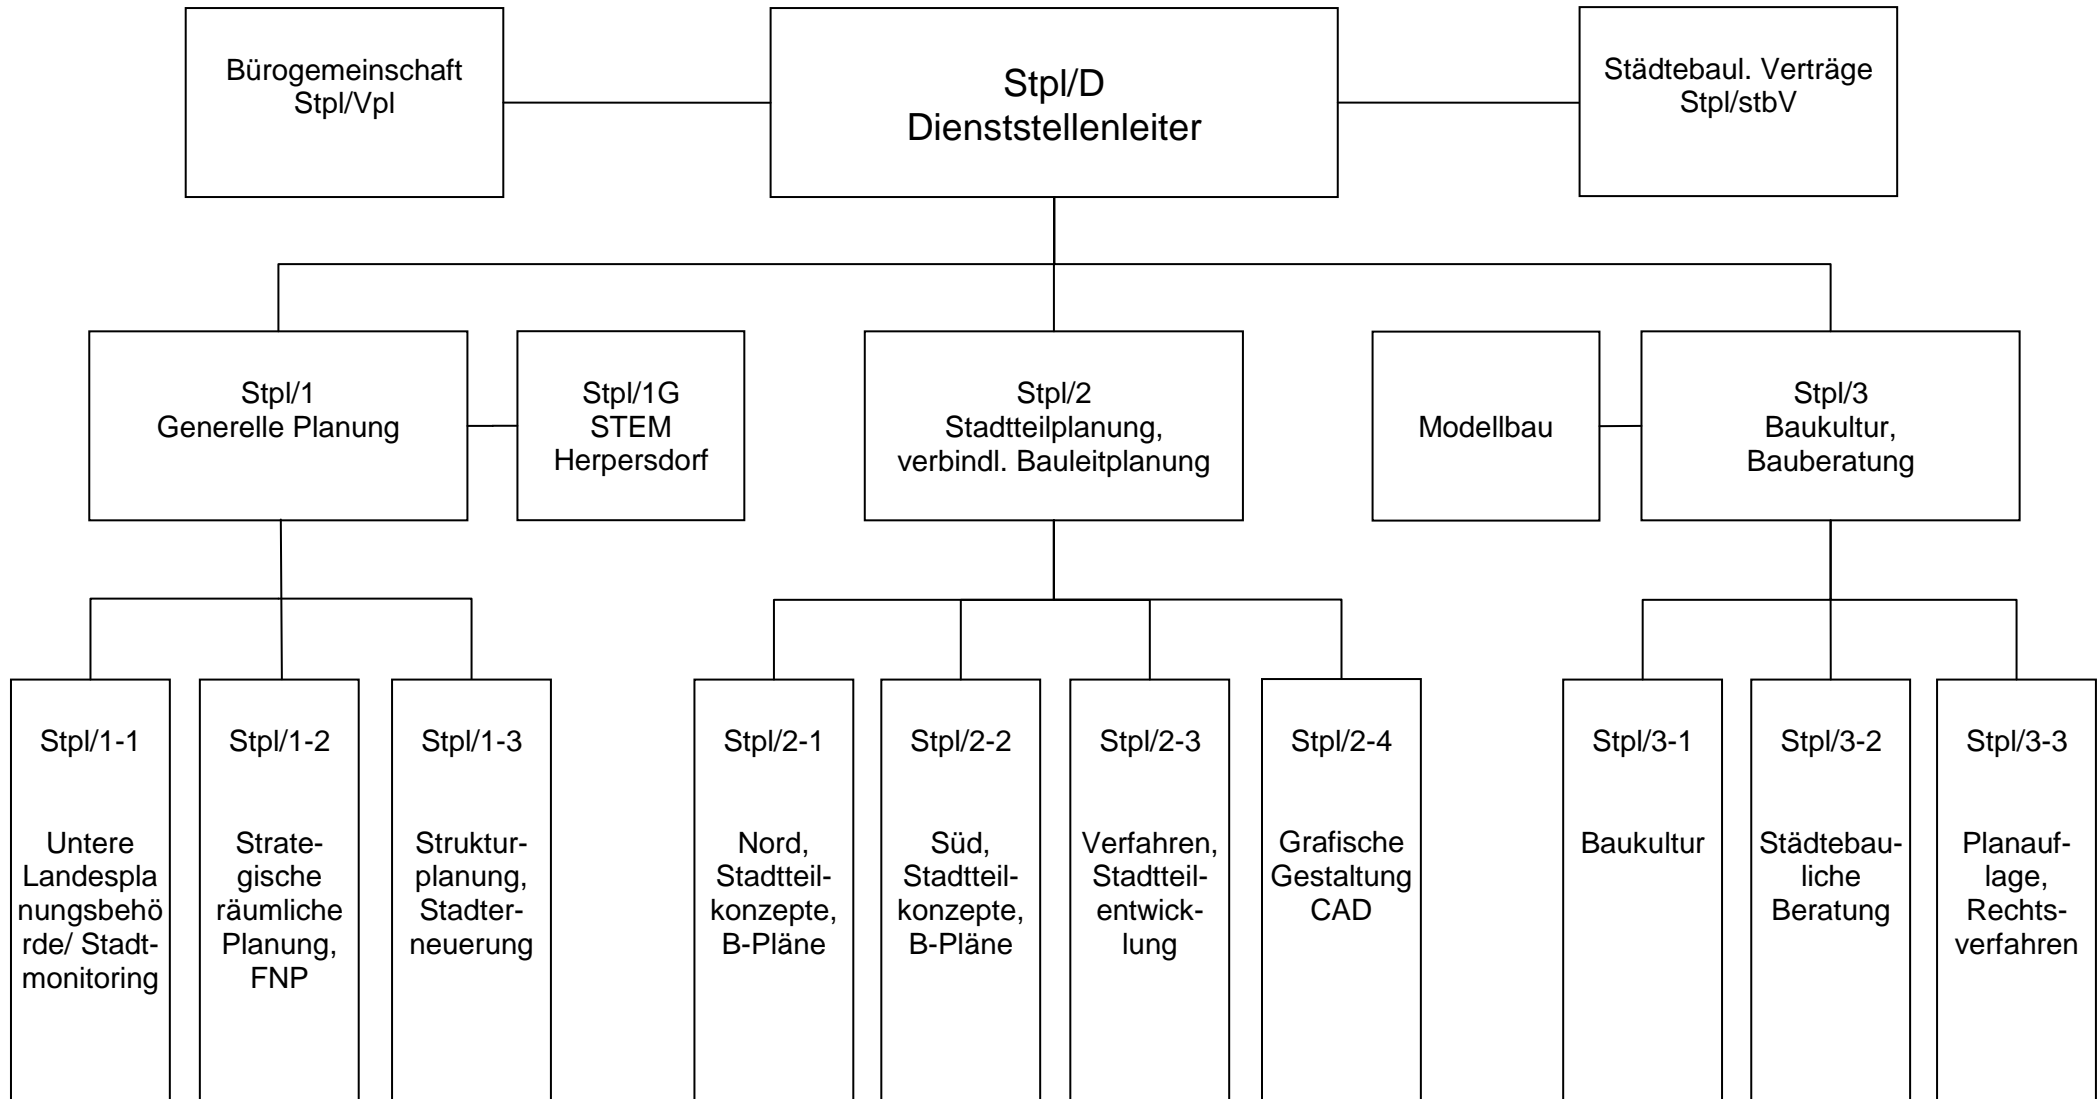 Bürogemeinschaft
Stpl/Vpl
Stpl/D
Dienststellenleiter
Städtebaul. Verträge
Stpl/stbV
Stpl/1
Generelle Planung
Stpl/1G
STEM
Herpersdorf
Stpl/2
Stadtteilplanung,
verbindl. Bauleitplanung
Modellbau
Stpl/3
Baukultur,
Bauberatung
Stpl/1-1
Untere
Landespla
nungsbehö
rde/ Stadt-
monitoring
Stpl/1-2
Strate-
gische
räumliche
Planung,
FNP
Stpl/1-3
Struktur-
planung,
Stadter-
neuerung
Stpl/2-1
Nord,
Stadtteil-
konzepte,
B-Pläne
Stpl/2-2
Süd,
Stadtteil-
konzepte,
B-Pläne
Stpl/2-3
Verfahren,
Stadtteil-
entwick-
lung
Stpl/2-4
Grafische
Gestaltung
CAD
Stpl/3-1
Baukultur
Stpl/3-2
Städtebau-
liche
Beratung
Stpl/3-3
Planauf-
lage,
Rechts-
verfahren